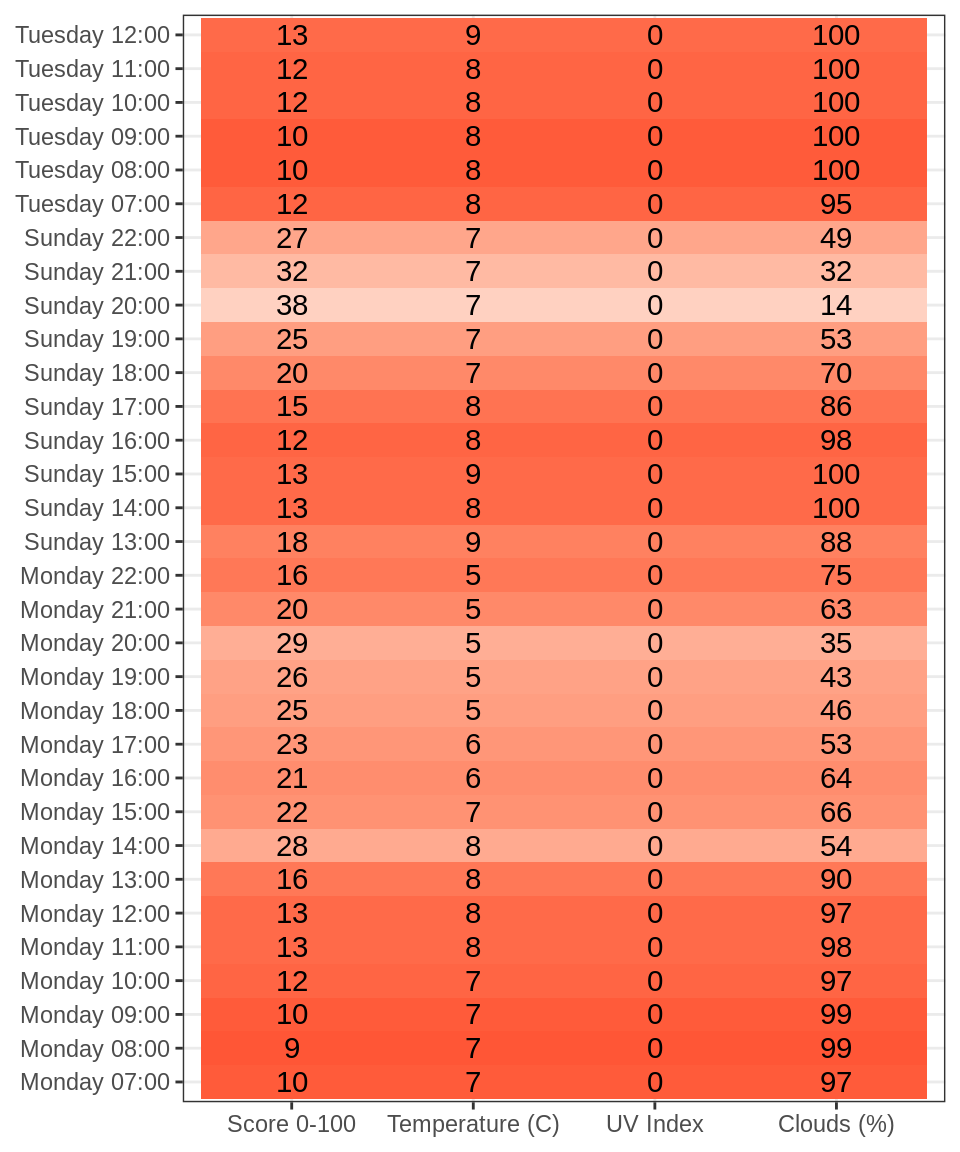 Tuesday 12:00 13 9 0 100
Tuesday 11:00 12 8 0 100
Tuesday 10:00 12 8 0 100
Tuesday 09:00 10 8 0 100
Tuesday 08:00 10 8 0 100
Tuesday 07:00 12 8 0 95
Sunday 22:00 27 7 0 49
Sunday 21:00 32 7 0 32
Sunday 20:00 38 7 0 14
Sunday 19:00 25 7 0 53
Sunday 18:00 20 7 0 70
Sunday 17:00 15 8 0 86
Sunday 16:00 12 8 0 98
Sunday 15:00 13 9 0 100
Sunday 14:00 13 8 0 100
Sunday 13:00 18 9 0 88
Monday 22:00 16 5 0 75
Monday 21:00 20 5 0 63
Monday 20:00 29 5 0 35
Monday 19:00 26 5 0 43
Monday 18:00 25 5 0 46
Monday 17:00 23 6 0 53
Monday 16:00 21 6 0 64
Monday 15:00 22 7 0 66
Monday 14:00 28 8 0 54
Monday 13:00 16 8 0 90
Monday 12:00 13 8 0 97
Monday 11:00 13 8 0 98
Monday 10:00 12 7 0 97
Monday 09:00 10 7 0 99
Monday 08:00 9 7 0 99
Monday 07:00 10 7 0 97
Score 0-100 Temperature (C) UV Index Clouds (%)